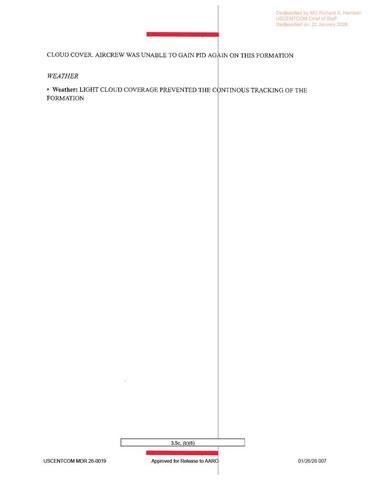 Declassified by MG Richard S. Harrison
USCENTCOM Chief of Staff
Declassified on: 22 January 2026
CLOUD COVER. AIRCREW WAS UNABLE TO GAIN PID AGAIN ON THIS FORMATION
WEATHER
• Weather: LIGHT CLOUD COVERAGE PREVENTED THE CONTINOUS TRACKING OF THE
FORMATION
3.5c, (b)(6)
USCENTCOM MDR 26-0019 Approved for Release to AARO 01/26/26 007